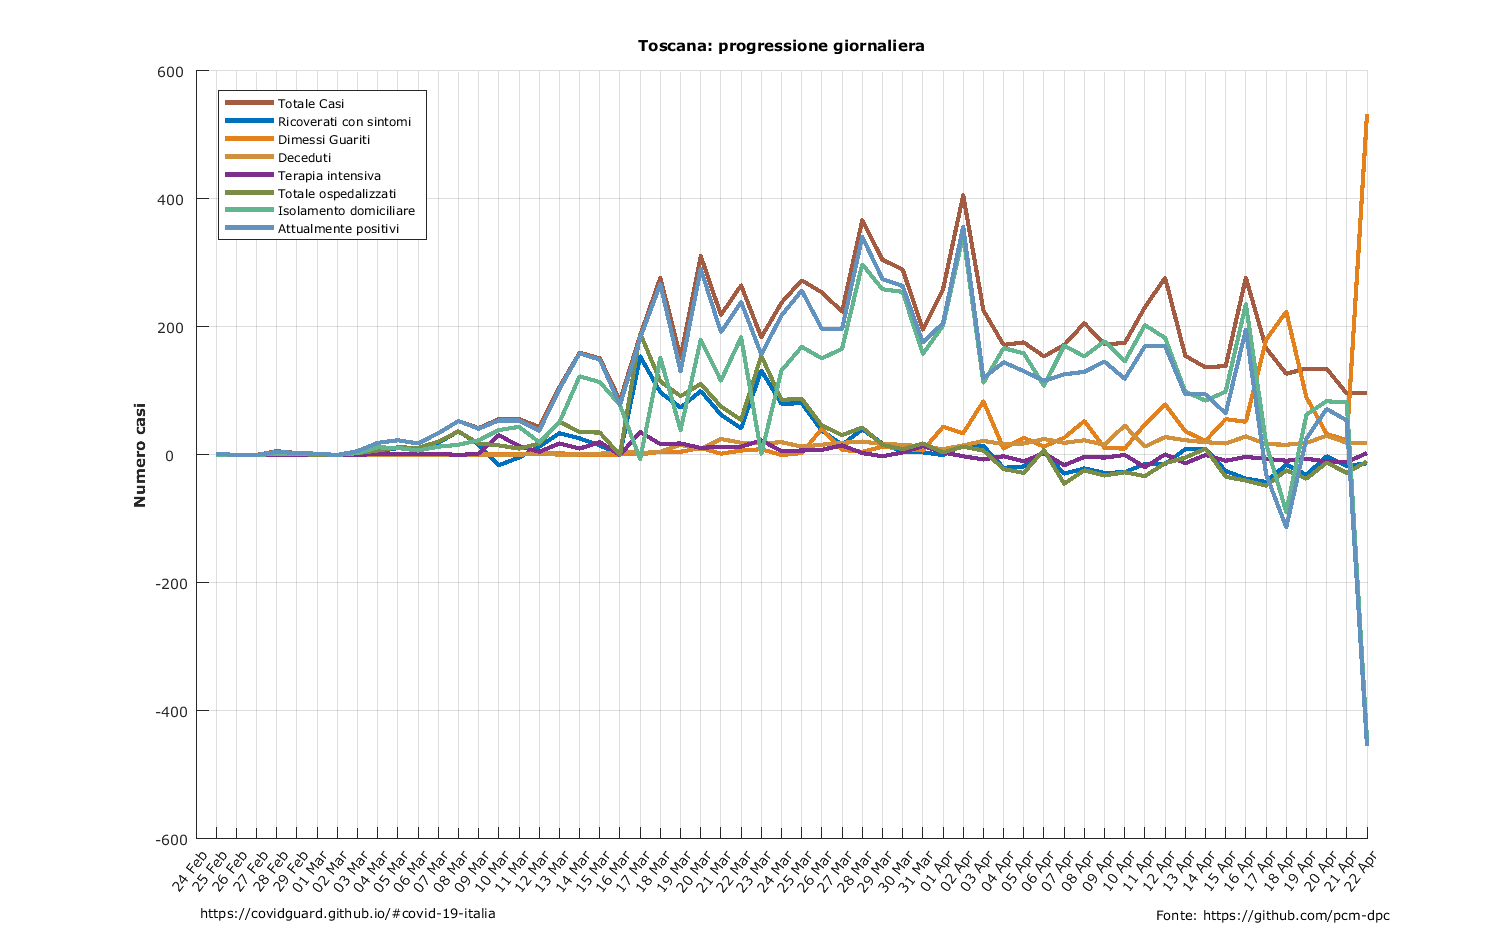 Toscana: progressione giornaliera
600
400
200
0
-200
-400
-600
Numero casi
Totale Casi
Ricoverati con sintomi
Dimessi Guariti
Deceduti
Terapia intensiva
Totale ospedalizzati
Isolamento domiciliare
Attualmente positivi
24 Feb
25 Feb
26 Feb
27 Feb
28 Feb
29 Feb
01 Mar
02 Mar
03 Mar
04 Mar
05 Mar
06 Mar
07 Mar
08 Mar
09 Mar
10 Mar
11 Mar
12 Mar
13 Mar
14 Mar
15 Mar
16 Mar
17 Mar
18 Mar
19 Mar
20 Mar
21 Mar
22 Mar
23 Mar
24 Mar
25 Mar
26 Mar
27 Mar
28 Mar
29 Mar
30 Mar
31 Mar
01 Apr
02 Apr
03 Apr
04 Apr
05 Apr
06 Apr
07 Apr
08 Apr
09 Apr
10 Apr
11 Apr
12 Apr
13 Apr
14 Apr
15 Apr
16 Apr
17 Apr
18 Apr
19 Apr
20 Apr
21 Apr
22 Apr
https://covidguard.github.io/#covid-19-italia
Fonte: https://github.com/pcm-dpc